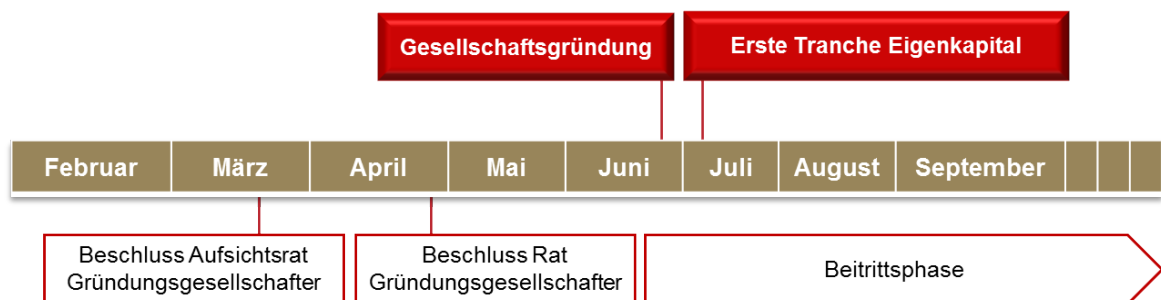 Gesellschaftsgründung
Erste Tranche Eigenkapital
Februar
März
April
Mai
Juni
Juli
August
September
Beschluss Aufsichtsrat
Gründungsgesellschafter
Beschluss Rat
Gründungsgesellschafter
Beitrittsphase